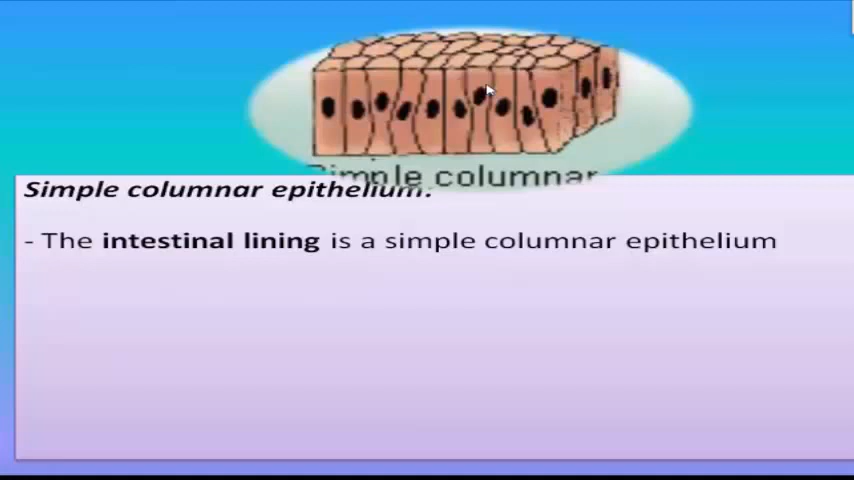 Simple columnar
Simple columnar epithelium:
- The intestinal lining is a simple columnar epithelium